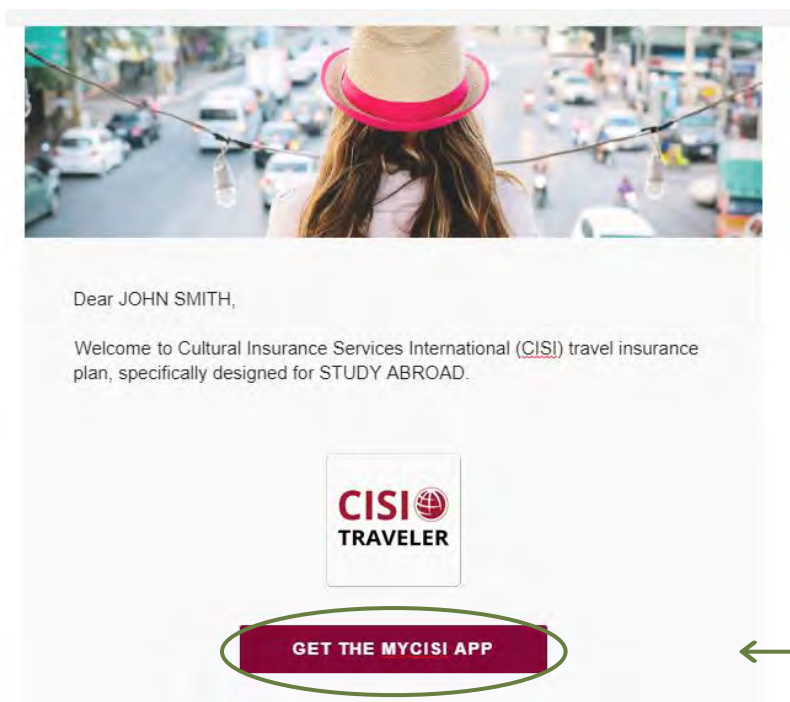 Dear JOHN SMITH,
Welcome to Cultural Insurance Services International (CISI) travel insurance
plan, specifically designed for STUDY ABROAD.
CISI
TRAVELER
GET THE MYCISI APP